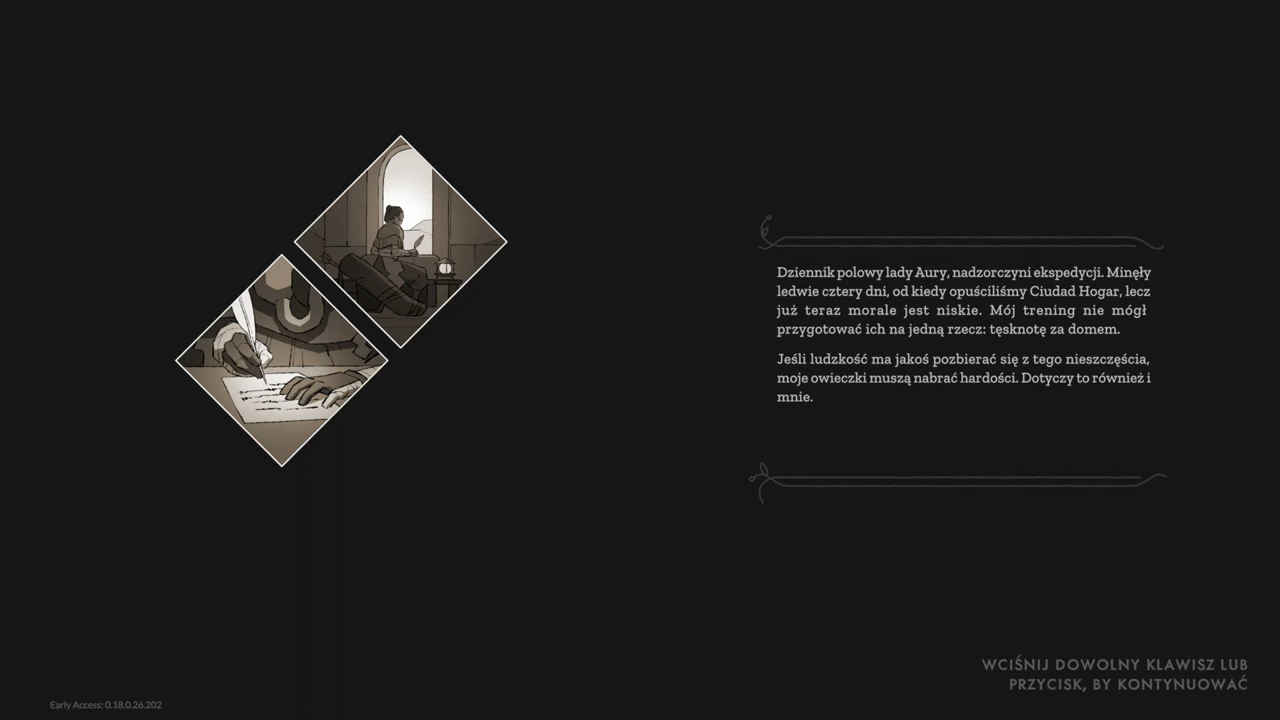 Dziennik polowy lady Aury, nadzorczyni ekspedycji. Minęły
ledwie cztery dni, od kiedy opuściliśmy Ciudad Hogar, lecz
już teraz morale jest niskie. Mój trening nie mógł
przygotować ich na jedną rzecz: tęsknotę za domem.
Jeśli ludzkość ma jakoś pozbierać się z tego nieszczęścia,
moje owieczki muszą nabrać hardości. Dotyczy to również i
mnie.
WCIŚNIJ DOWOLNY KLAWISZ LUB
PRZYCISK, BY KONTYNUOWAĆ
Early Access: 0.18.0.26.202